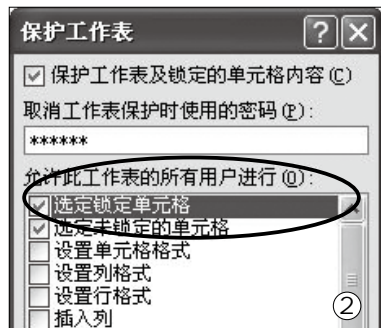 保护工作表
保护工作表及锁定的单元格内容(C)
取消工作表保护时使用的密码(P):
******
允许此工作表的所有用户进行(O):
选定锁定单元格
选定未锁定的单元格
设置单元格格式
设置列格式
设置行格式
插入列
②